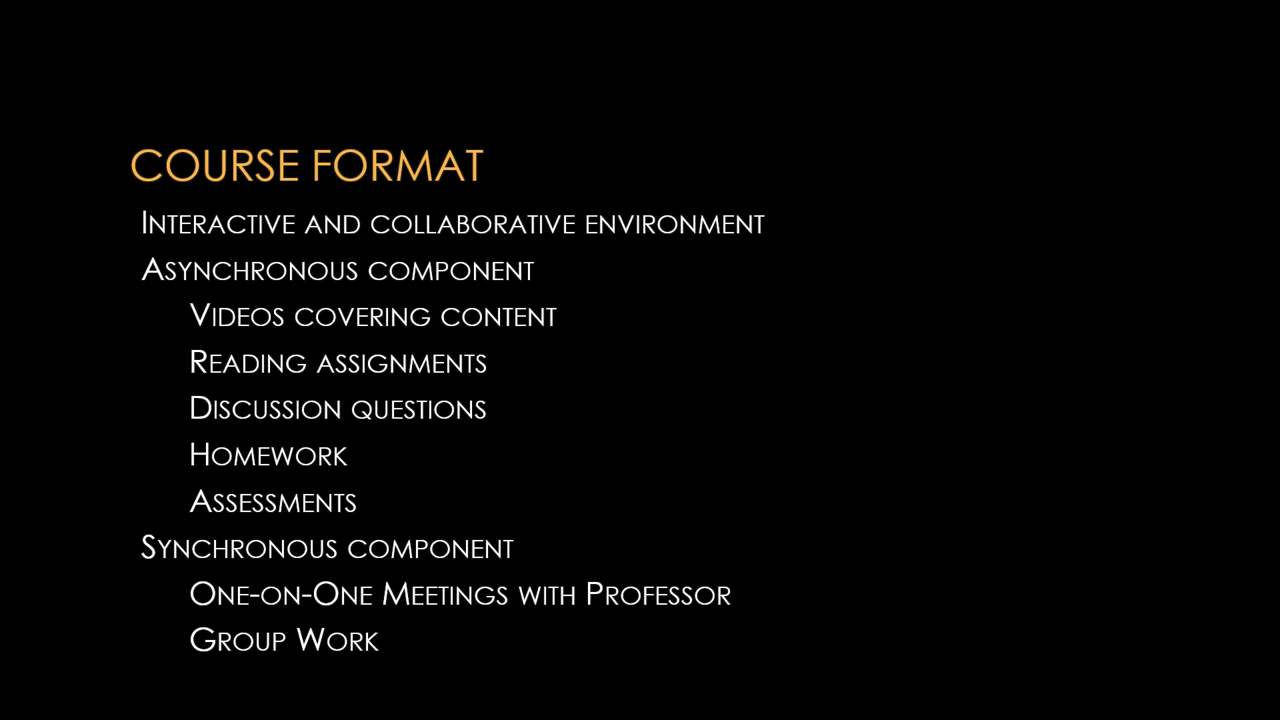 COURSE FORMAT
Interactive and collaborative environment
Asynchronous component
Videos covering content
Reading assignments
Discussion questions
Homework
Assessments
Synchronous component
One-on-One Meetings with Professor
Group Work